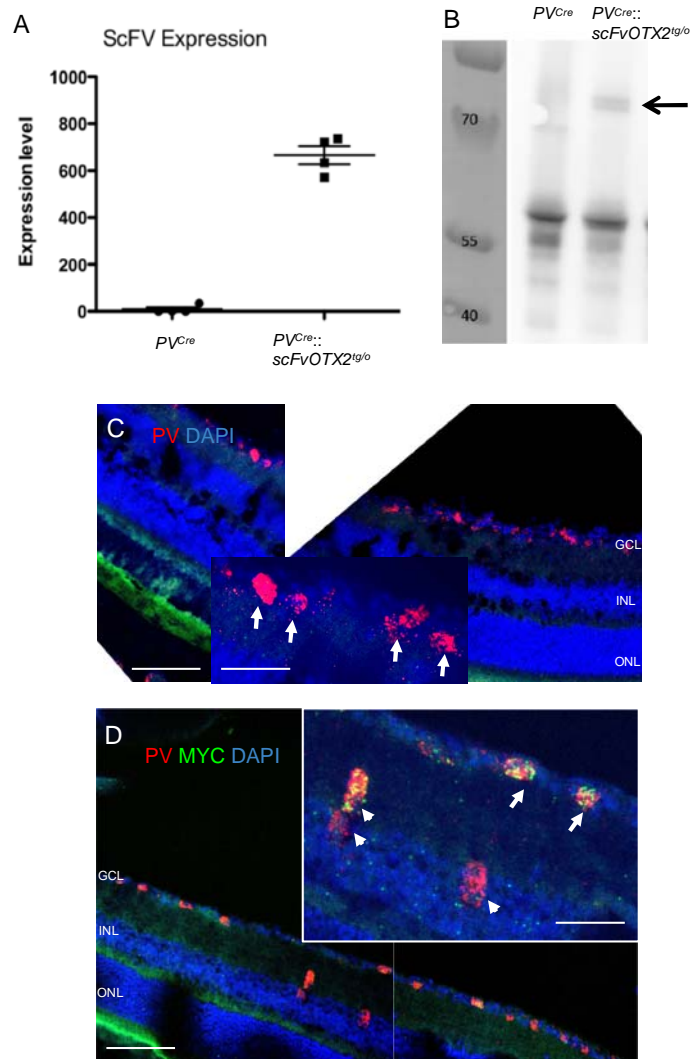 A
ScFV Expression
Expression level
1000
800
600
400
200
0
PVCre
PVCre::
scFvOTX2tg/o
B
PVCre
PVCre::
scFvOTX2tg/o
70
55
40
C
PV DAPI
GCL
INL
ONL
D
PV MYC DAPI
GCL
INL
ONL